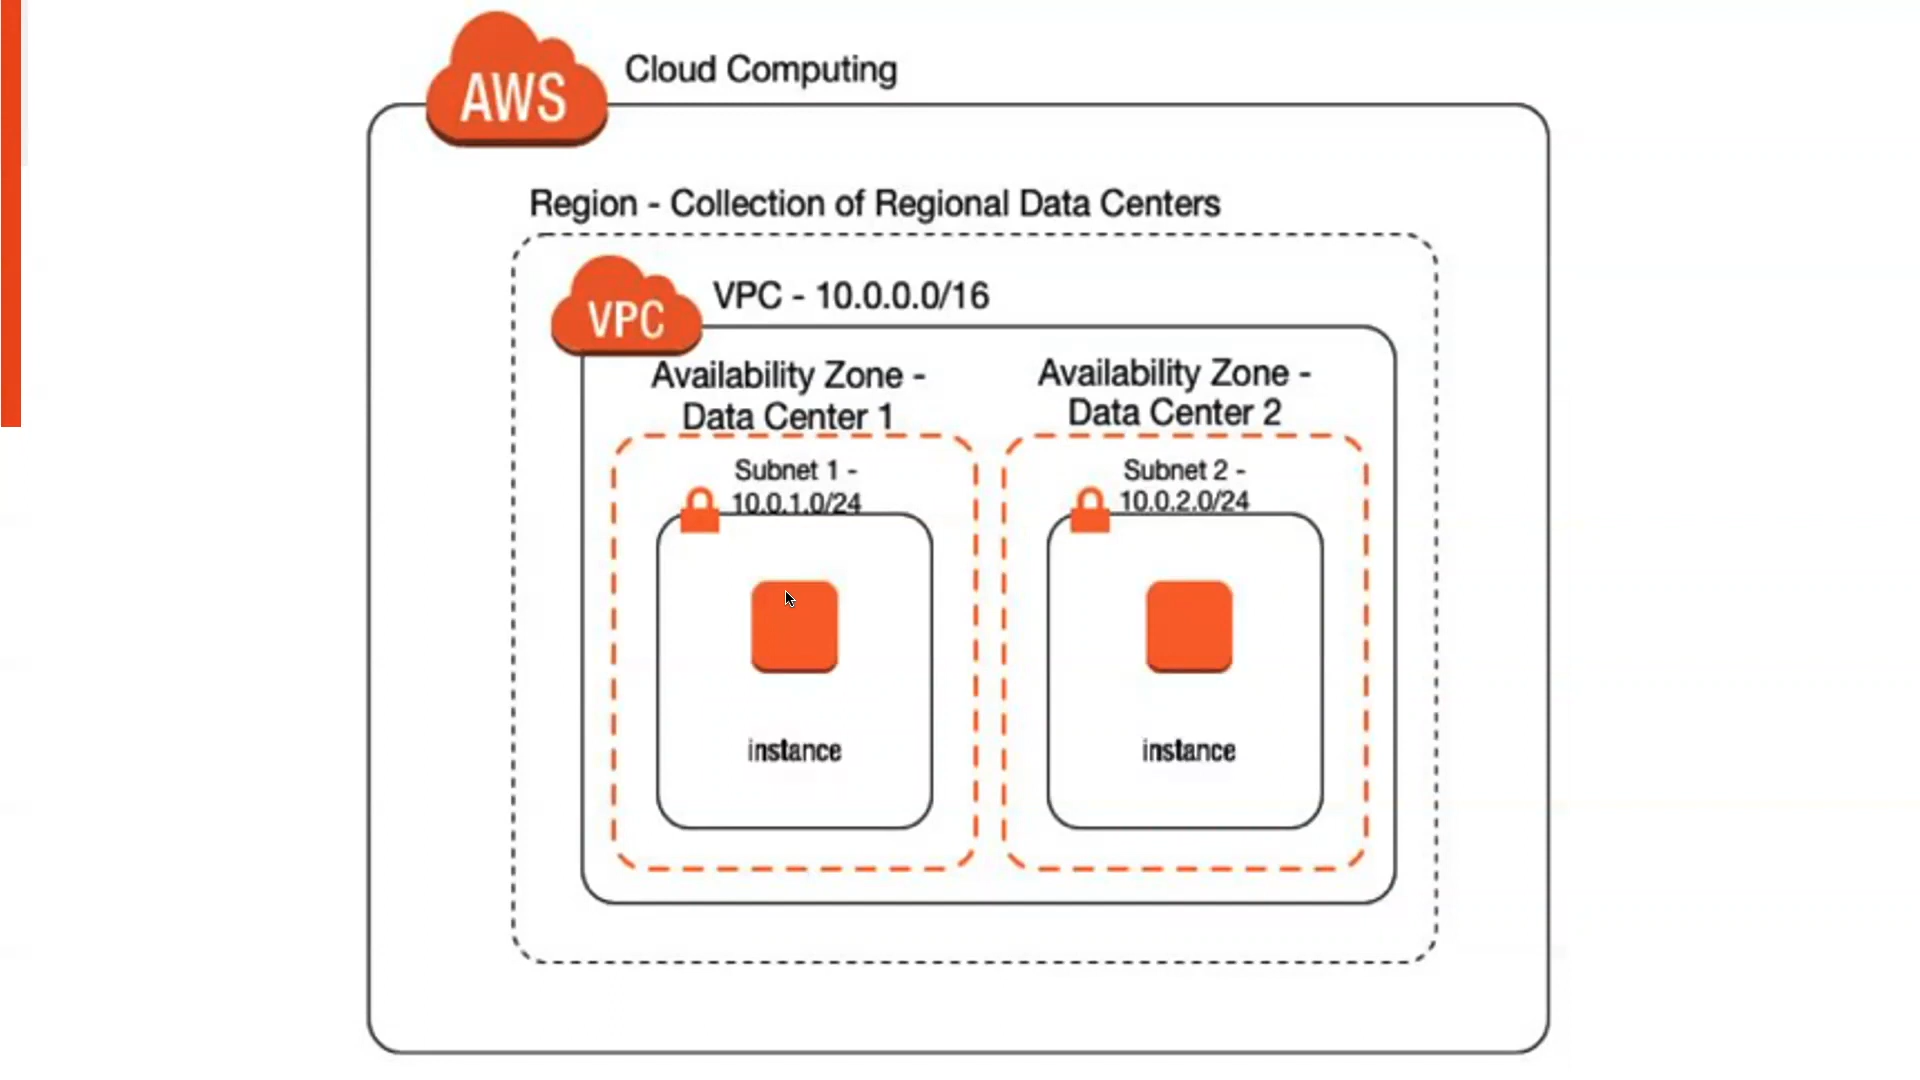 AWS
Cloud Computing
Region - Collection of Regional Data Centers
VPC
VPC - 10.0.0.0/16
Availability Zone -
Data Center 1
Availability Zone -
Data Center 2
Subnet 1 -
10.0.1.0/24
Subnet 2 -
10.0.2.0/24
instance
instance